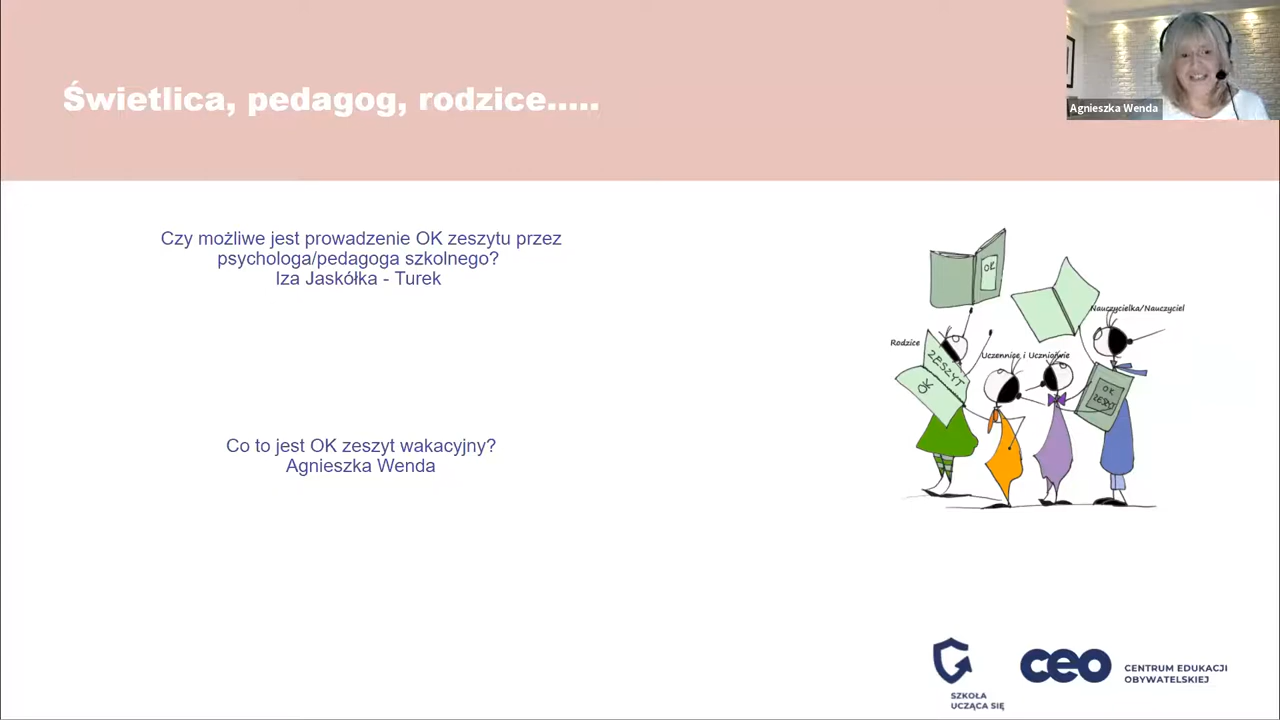 Świetlica, pedagog, rodzice.....
Agnieszka Wenda
Czy możliwe jest prowadzenie OK zeszytu przez
psychologa/pedagoga szkolnego?
Iza Jaskółka - Turek
Co to jest OK zeszyt wakacyjny?
Agnieszka Wenda
OK
Nauczycielka/Nauczyciel
Rodzice
Uczennice i Uczniowie
ZESZYT
OK
OK
ZESZYT
SZKOŁA
UCZĄCA SIĘ
ceo
CENTRUM EDUKACJI
OBYWATELSKIEJ